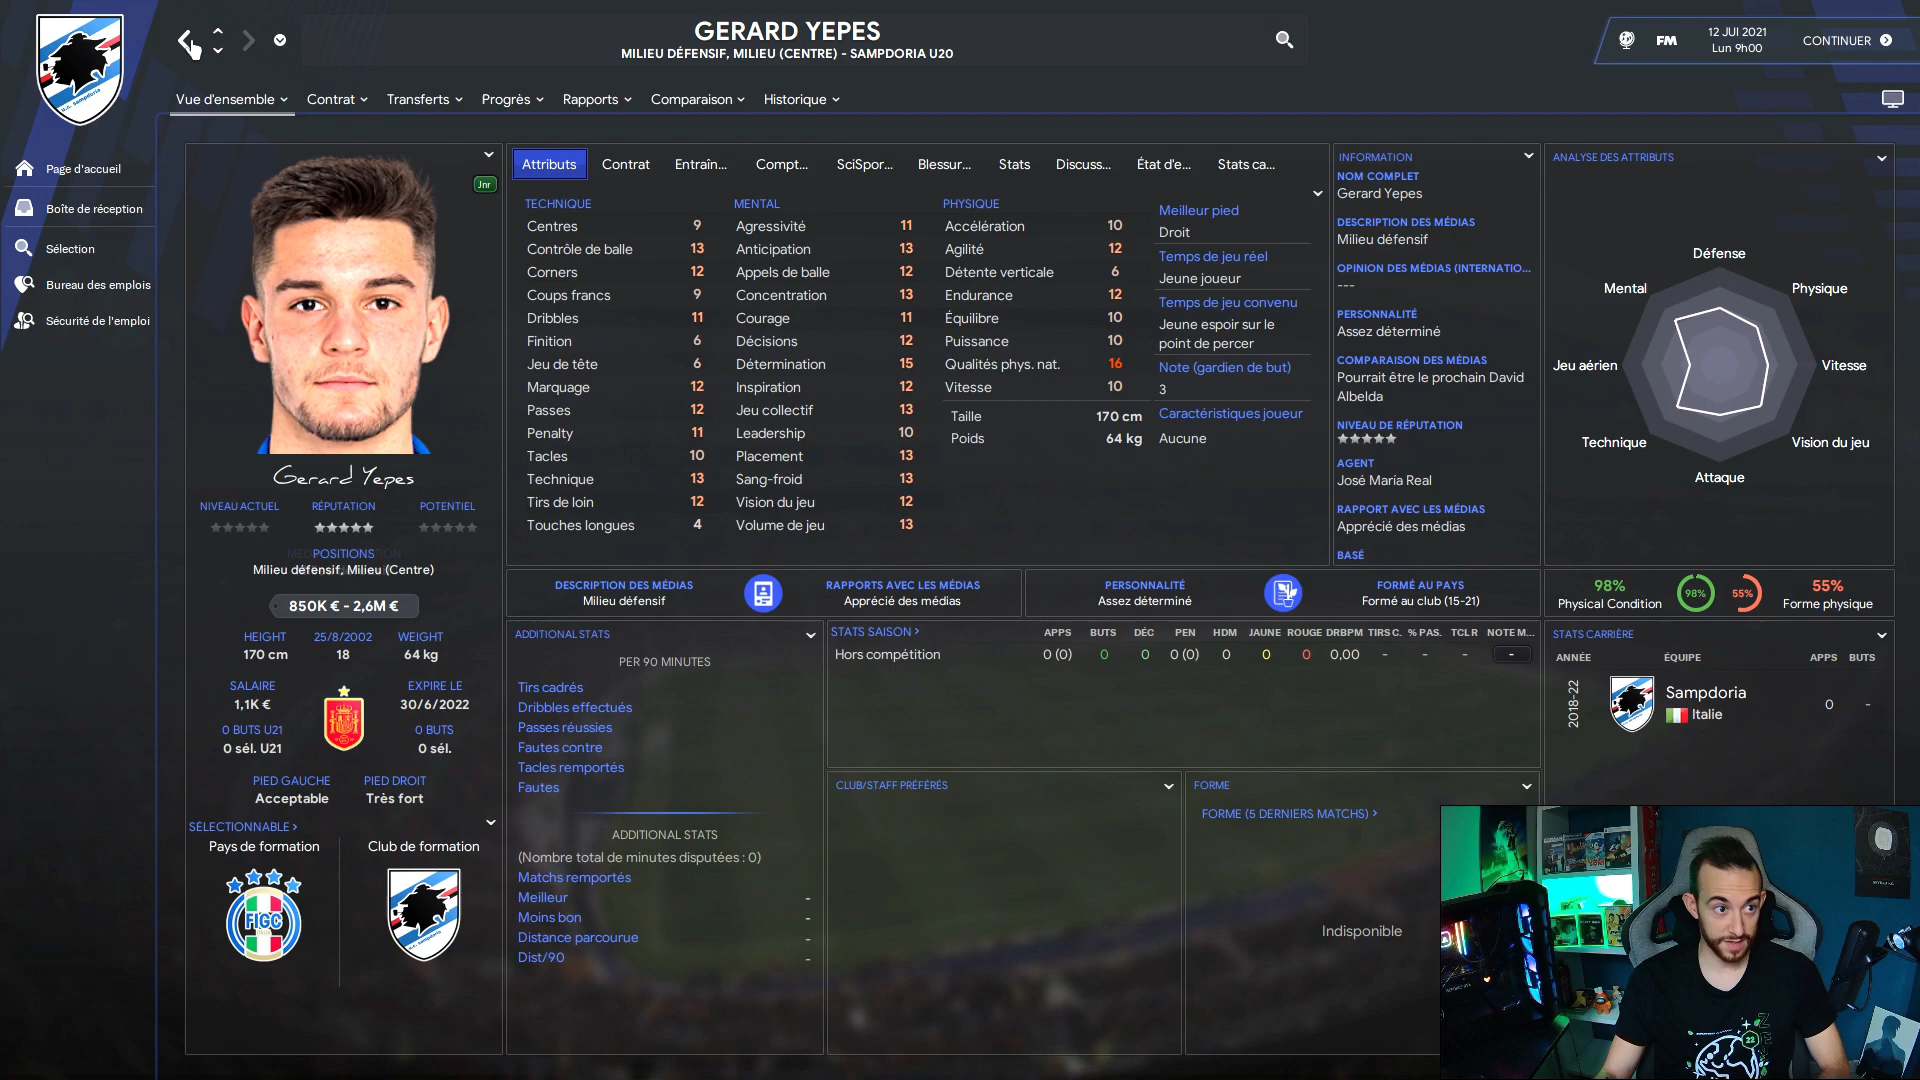 GERARD YEPES
MILIEU DÉFENSIF, MILIEU (CENTRE) - SAMPDORIA U20
FM
12 JUI 2021
Lun 9h00
CONTINUER
Vue d'ensemble
Contrat
Transferts
Progrès
Rapports
Comparaison
Historique
Page d'accueil
Boîte de réception
Sélection
Bureau des emplois
Sécurité de l'emploi
Jnr
Gerard Yepes
NIVEAU ACTUEL
RÉPUTATION
POTENTIEL
POSITIONS
Milieu défensif, Milieu (Centre)
850K € - 2,6M €
HEIGHT 25/8/2002 WEIGHT
170 cm 18 64 kg
SALAIRE EXPIRE LE
1,1K € 30/6/2022
0 BUTS U21 0 BUTS
0 sél. U21 0 sél.
PIED GAUCHE PIED DROIT
Acceptable Très fort
SÉLECTIONNABLE >
Pays de formation Club de formation
FIGC
Attributs Contrat Entraîn... Compt... SciSpor... Blessur... Stats Discuss... État d'e... Stats ca...
TECHNIQUE
Centres 9
Contrôle de balle 13
Corners 12
Coups francs 9
Dribbles 11
Finition 6
Jeu de tête 6
Marquage 12
Passes 12
Penalty 11
Tacles 10
Technique 13
Tirs de loin 12
Touches longues 4
MENTAL
Agressivité 11
Anticipation 13
Appels de balle 12
Concentration 13
Courage 11
Décisions 12
Détermination 15
Inspiration 12
Jeu collectif 13
Leadership 10
Placement 13
Sang-froid 13
Vision du jeu 12
Volume de jeu 13
PHYSIQUE
Accélération 10
Agilité 12
Détente verticale 6
Endurance 12
Équilibre 10
Puissance 10
Qualités phys. nat. 16
Vitesse 10
Taille 170 cm
Poids 64 kg
Meilleur pied
Droit
Temps de jeu réel
Jeune joueur
Temps de jeu convenu
Jeune espoir sur le
point de percer
Note (gardien de but)
3
Caractéristiques joueur
Aucune
INFORMATION
NOM COMPLET
Gerard Yepes
DESCRIPTION DES MÉDIAS
Milieu défensif
OPINION DES MÉDIAS (INTERNATIO...
---
PERSONNALITÉ
Assez déterminé
COMPARAISON DES MÉDIAS
Pourrait être le prochain David
Albelda
NIVEAU DE RÉPUTATION
AGENT
José María Real
RAPPORT AVEC LES MÉDIAS
Apprécié des médias
BASÉ
ANALYSE DES ATTRIBUTS
Défense
Mental Physique
Jeu aérien Vitesse
Technique Vision du jeu
Attaque
DESCRIPTION DES MÉDIAS
Milieu défensif
RAPPORTS AVEC LES MÉDIAS
Apprécié des médias
PERSONNALITÉ
Assez déterminé
FORMÉ AU PAYS
Formé au club (15-21)
98%
Physical Condition
98%
55%
55%
Forme physique
ADDITIONAL STATS
PER 90 MINUTES
Tirs cadrés
Dribbles effectués
Passes réussies
Fautes contre
Tacles remportés
Fautes
ADDITIONAL STATS
(Nombre total de minutes disputées : 0)
Matchs remportés
Meilleur -
Moins bon -
Distance parcourue -
Dist/90 -
STATS SAISON > APPS BUTS DÉC PEN HDM JAUNE ROUGE DRBPM TIRS C. % PAS. TCL R NOTE M...
Hors compétition 0 (0) 0 0 0 (0) 0 0 0 0,00 - - - -
CLUB/STAFF PRÉFÉRÉS
FORME
FORME (5 DERNIERS MATCHS) >
Indisponible
STATS CARRIÈRE
ANNÉE ÉQUIPE APPS BUTS
2018-22 Sampdoria 0 -
Italie
22